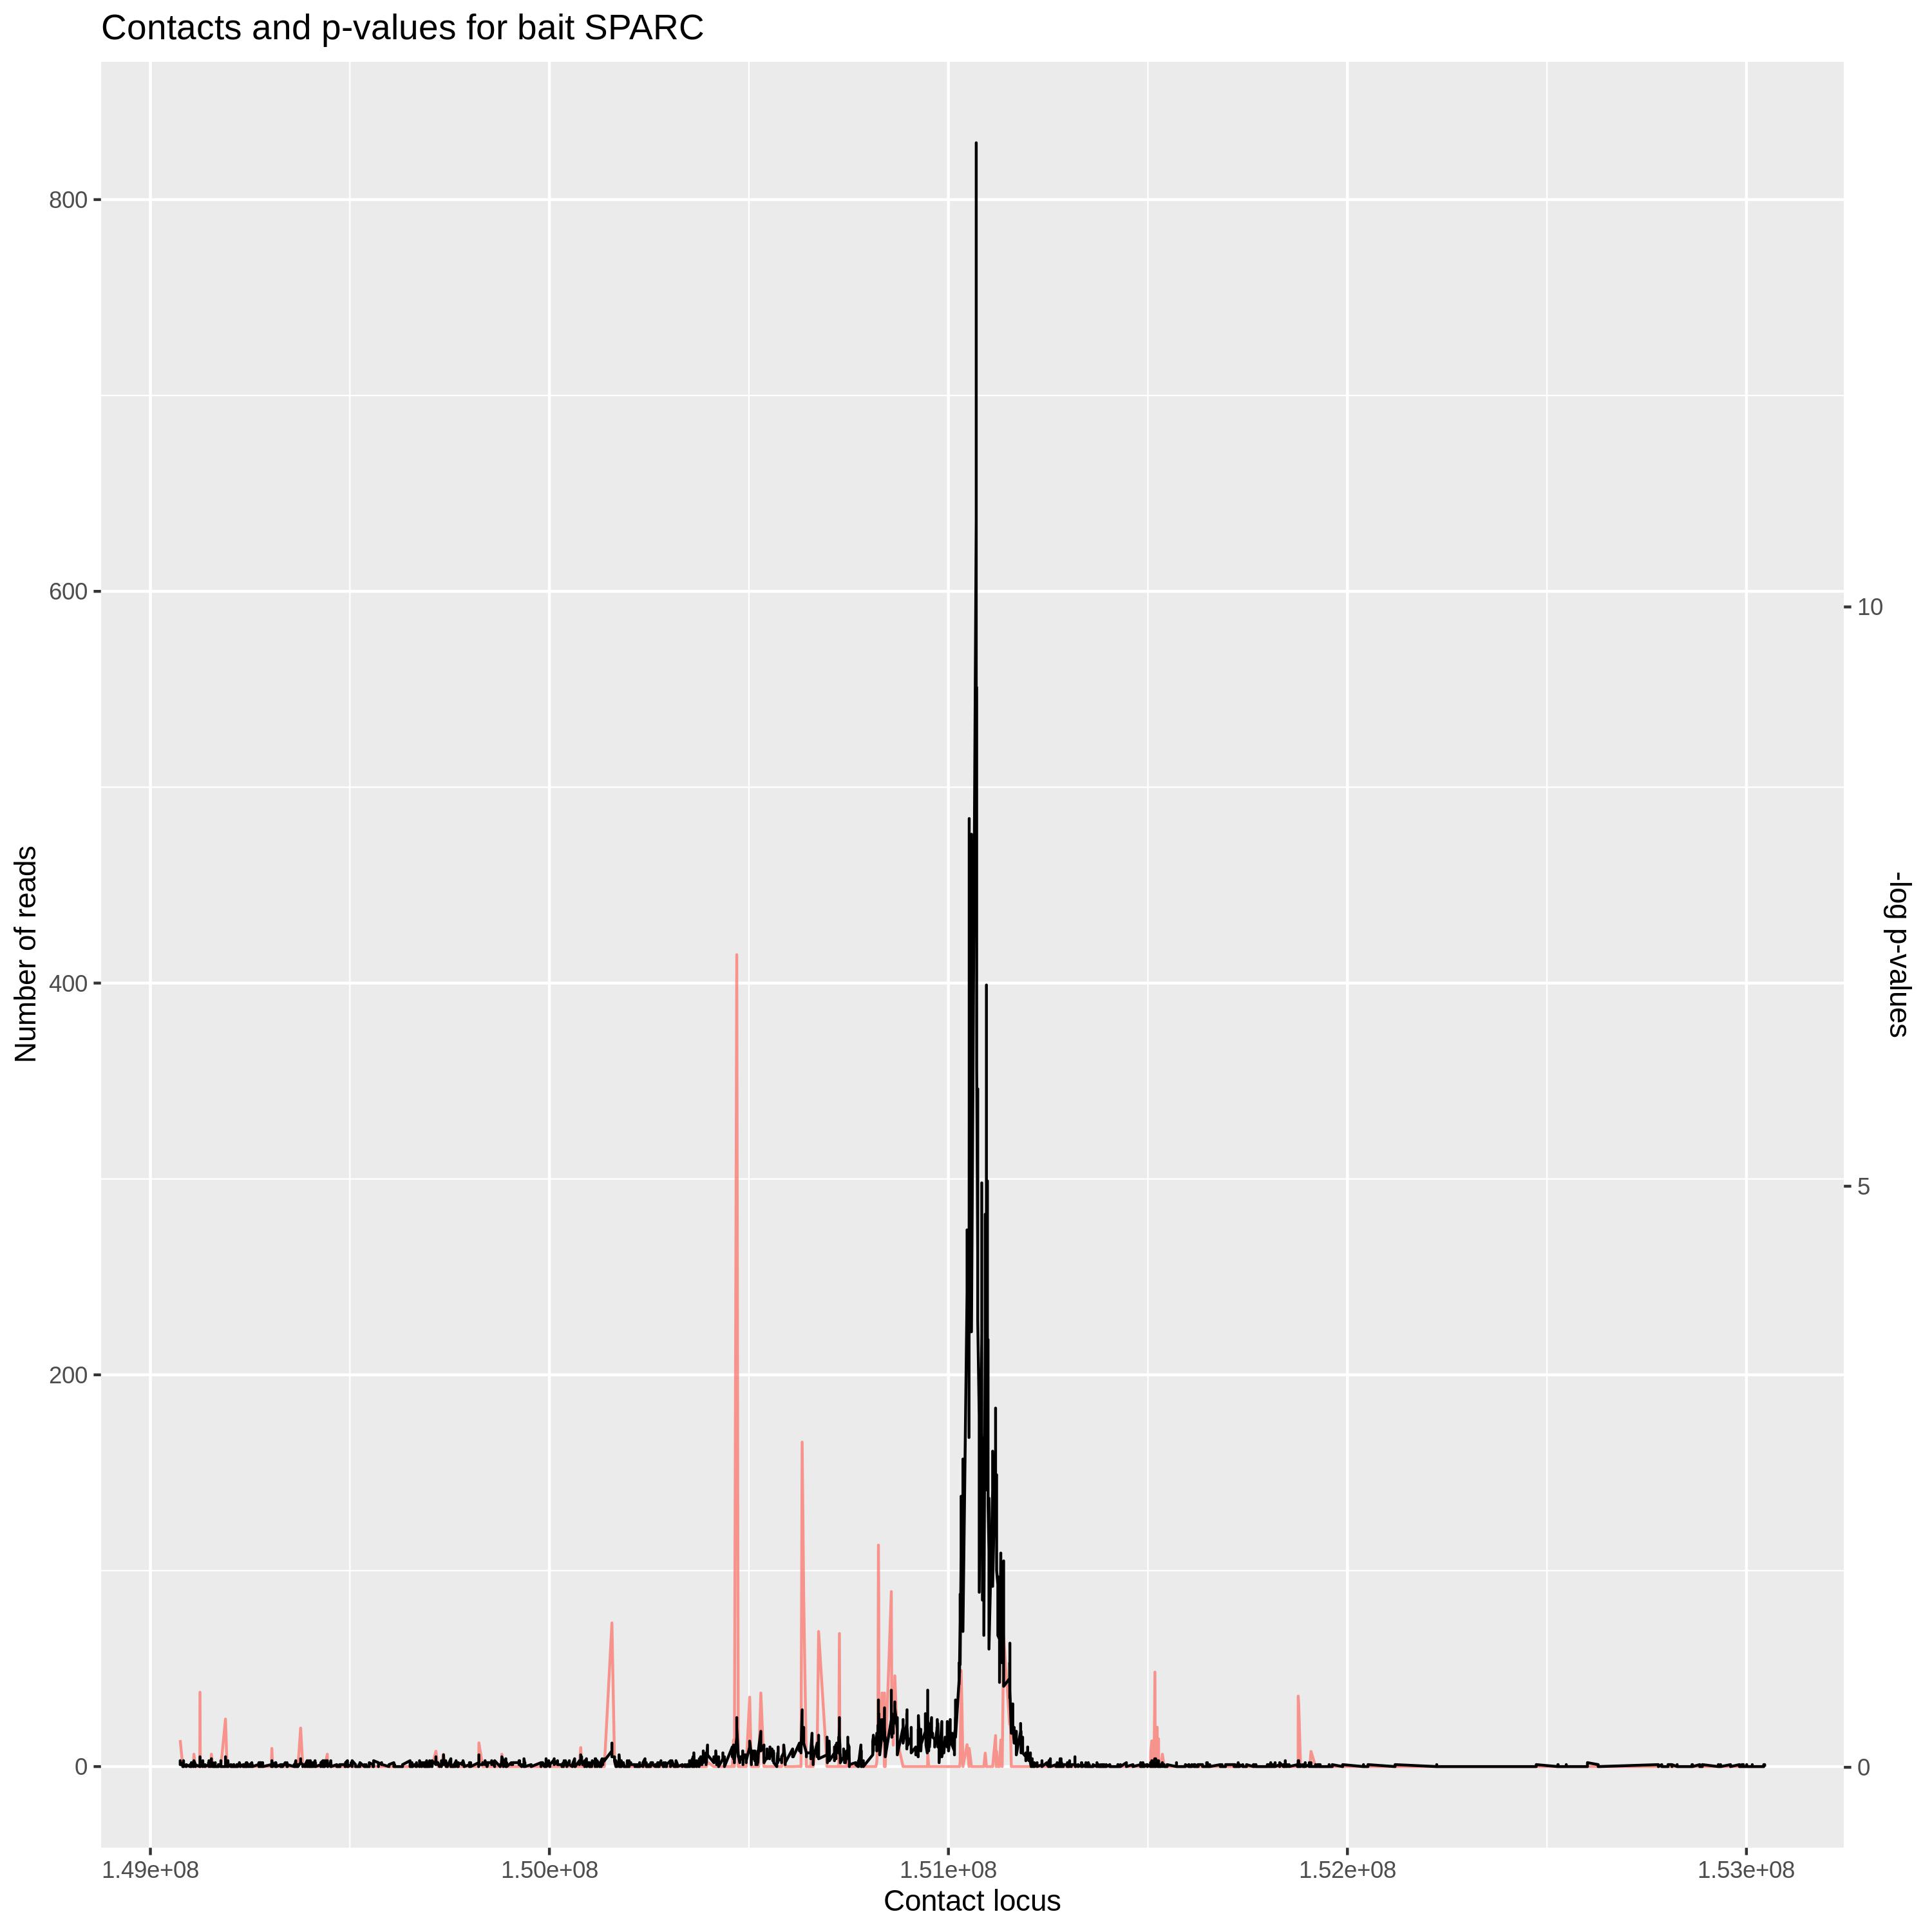 Contacts and p-values for bait SPARC
800
600
400
200
0
Number of reads
10
5
0
-log p-values
1.49e+08
1.50e+08
1.51e+08
1.52e+08
1.53e+08
Contact locus